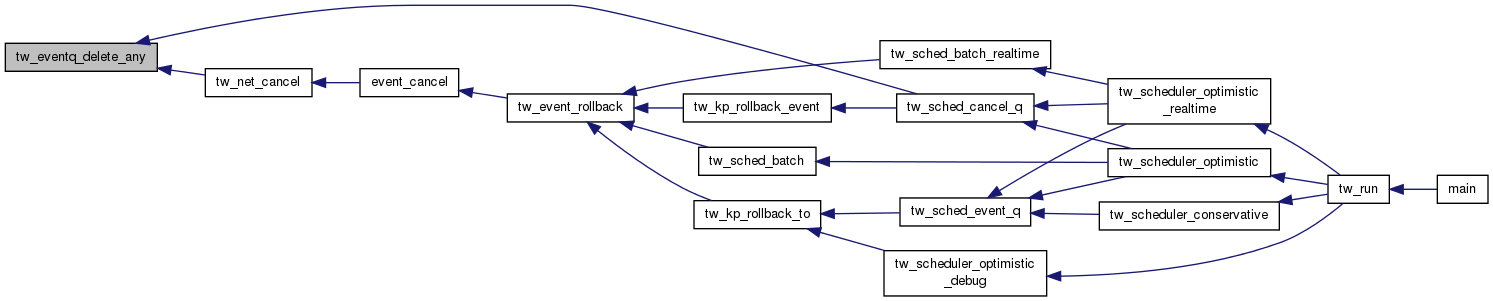 tw_eventq_delete_any
tw_net_cancel
event_cancel
tw_event_rollback
tw_sched_batch_realtime
tw_kp_rollback_event
tw_sched_batch
tw_kp_rollback_to
tw_sched_cancel_q
tw_sched_event_q
tw_scheduler_optimistic
_debug
tw_scheduler_optimistic
_realtime
tw_scheduler_optimistic
tw_scheduler_conservative
tw_run
main